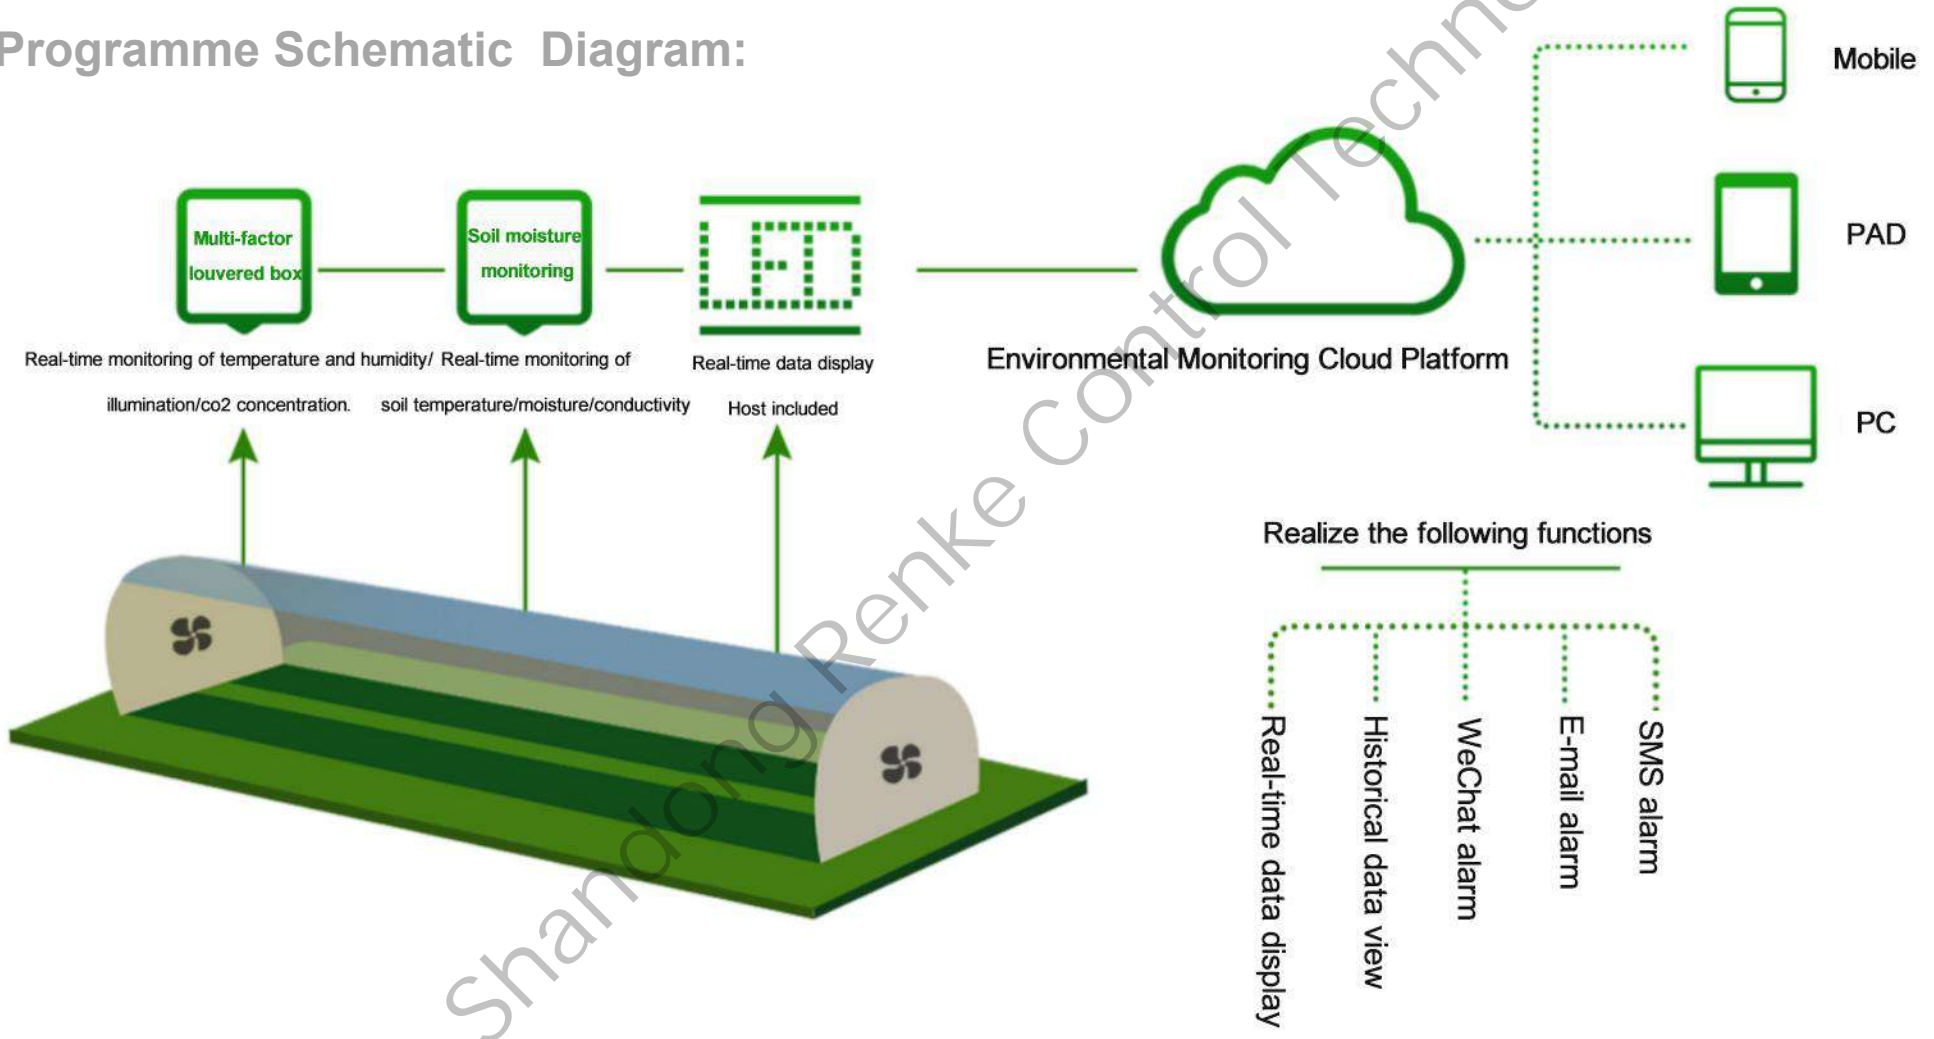 Programme Schematic Diagram:
Mobile
PAD
PC
Multi-factor
louvered box
Soil moisture
monitoring
LED
Real-time monitoring of temperature and humidity/
illumination/co2 concentration.
Real-time monitoring of
soil temperature/moisture/conductivity
Real-time data display
Host included
Environmental Monitoring Cloud Platform
Realize the following functions
Real-time data display
Historical data view
WeChat alarm
E-mail alarm
SMS alarm
Shandong Renke Control